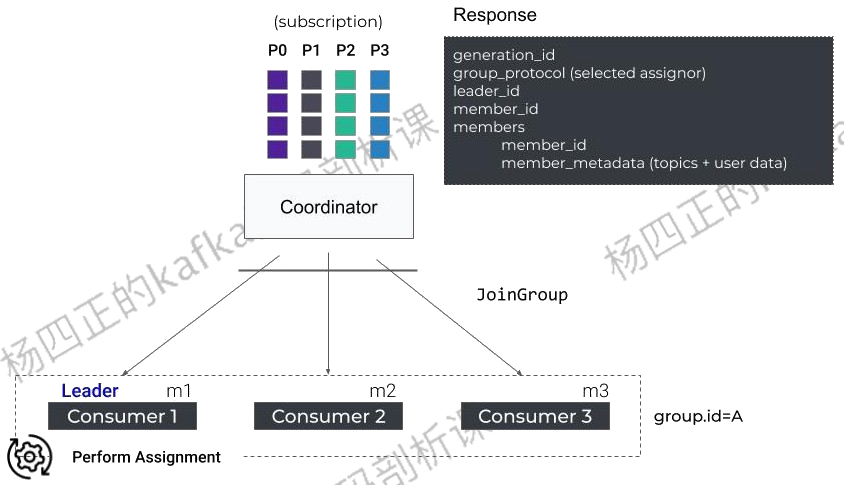 (subscription)
P0 P1 P2 P3
Response
generation_id
group_protocol (selected assignor)
leader_id
member_id
members
member_id
member_metadata (topics + user data)
Coordinator
JoinGroup
Leader m1 m2 m3
Consumer 1 Consumer 2 Consumer 3
group.id=A
Perform Assignment
杨四正的kafka
码剖析课
杨四正的kafka
码剖析课